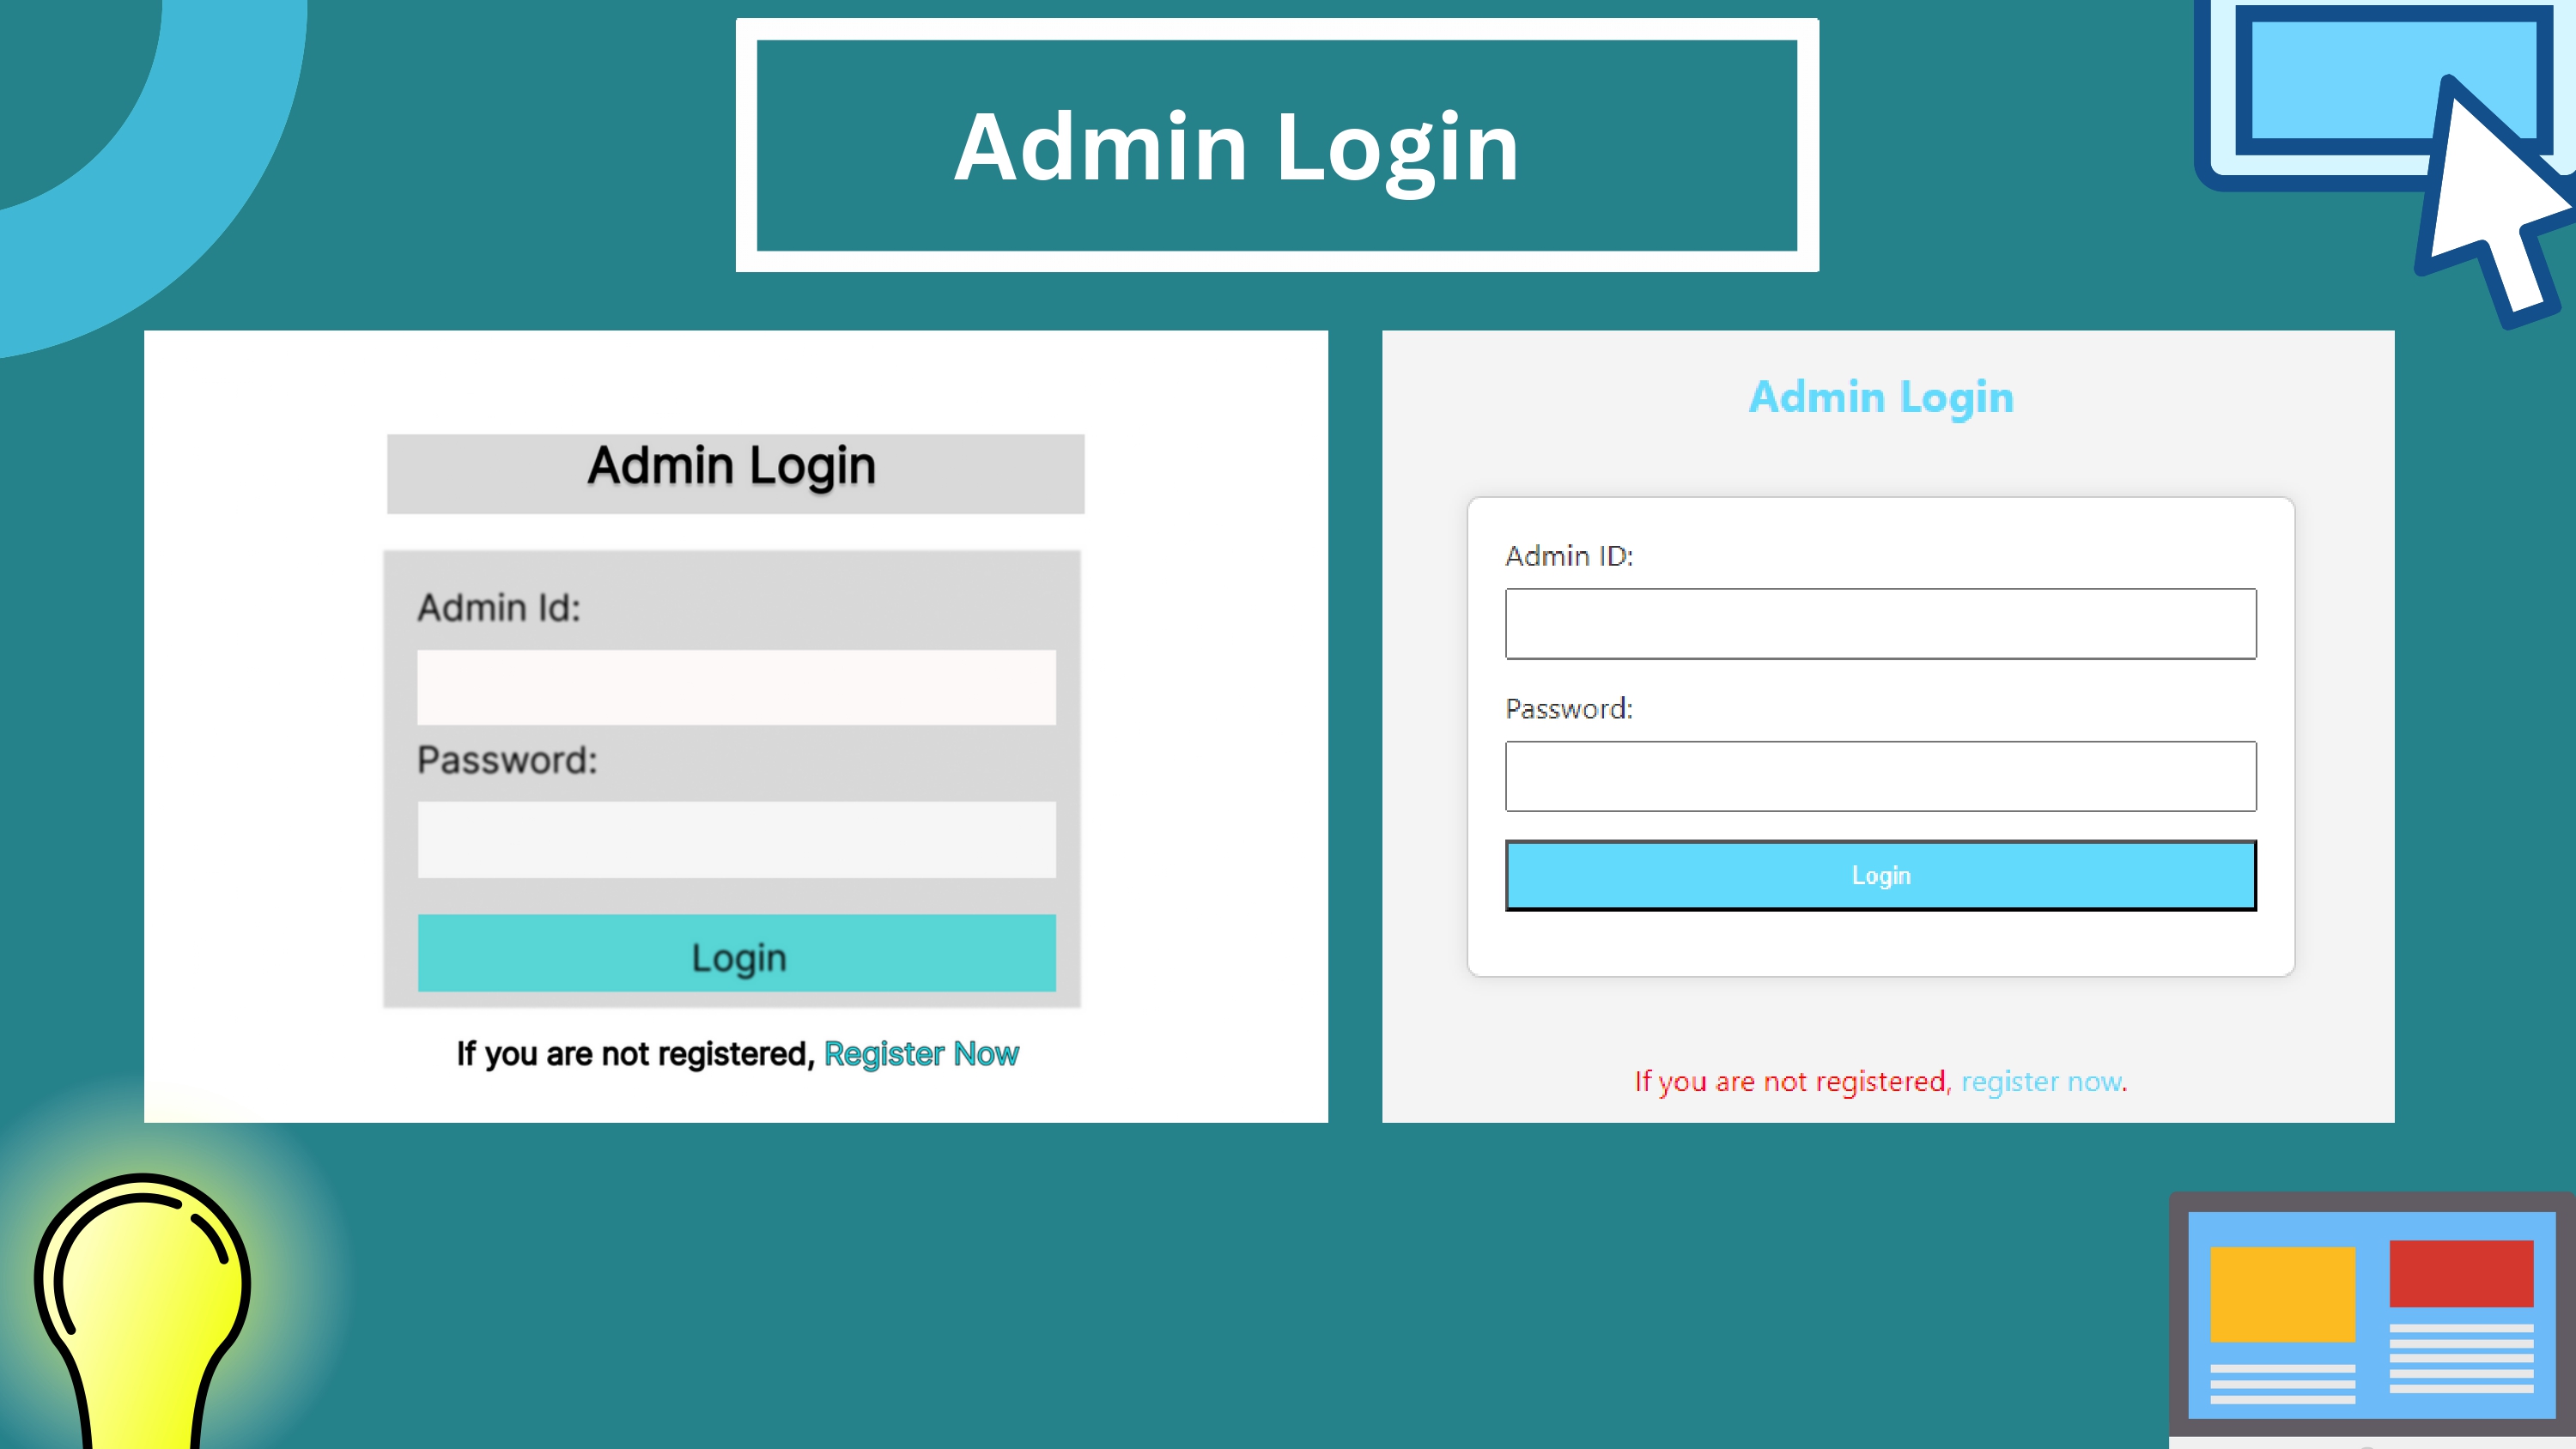 Admin Login
Admin Login
Admin Id:
Password:
Login
If you are not registered, Register Now
Admin Login
Admin ID:
Password:
Login
If you are not registered, register now.